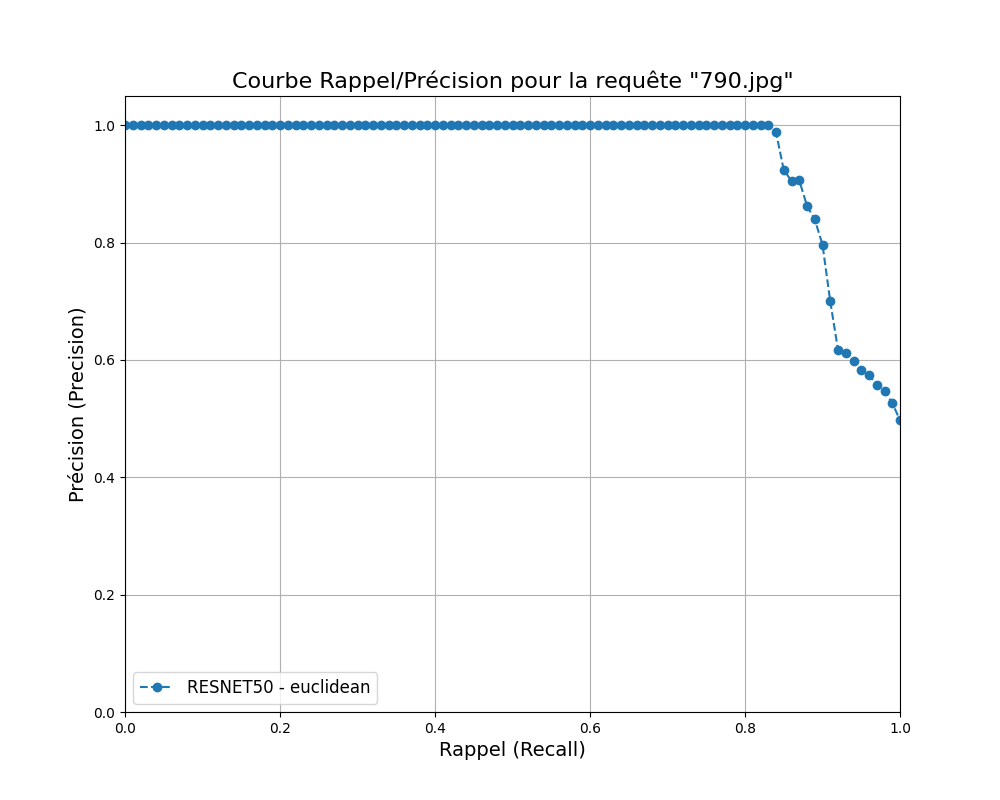 Courbe Rappel/Précision pour la requête "790.jpg"
Précision (Precision)
1.0
0.8
0.6
0.4
0.2
0.0
RESNET50 - euclidean
0.0 0.2 0.4 0.6 0.8 1.0
Rappel (Recall)